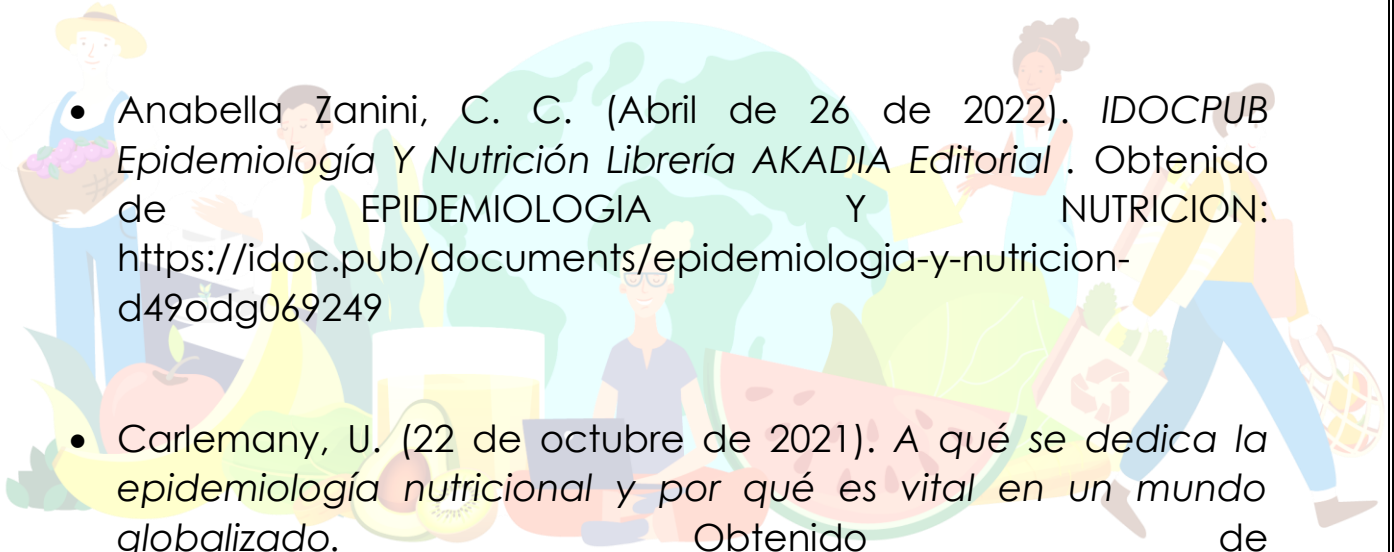 • Anabella Zanini, C. C. (Abril de 26 de 2022). IDOCPUB
Epidemiología Y Nutrición Librería AKADIA Editorial . Obtenido
de EPIDEMIOLOGIA Y NUTRICION:
https://idoc.pub/documents/epidemiologia-y-nutricion-
d49odg069249
• Carlemany, U. (22 de octubre de 2021). A qué se dedica la
epidemiología nutricional y por qué es vital en un mundo
globalizado. Obtenido de